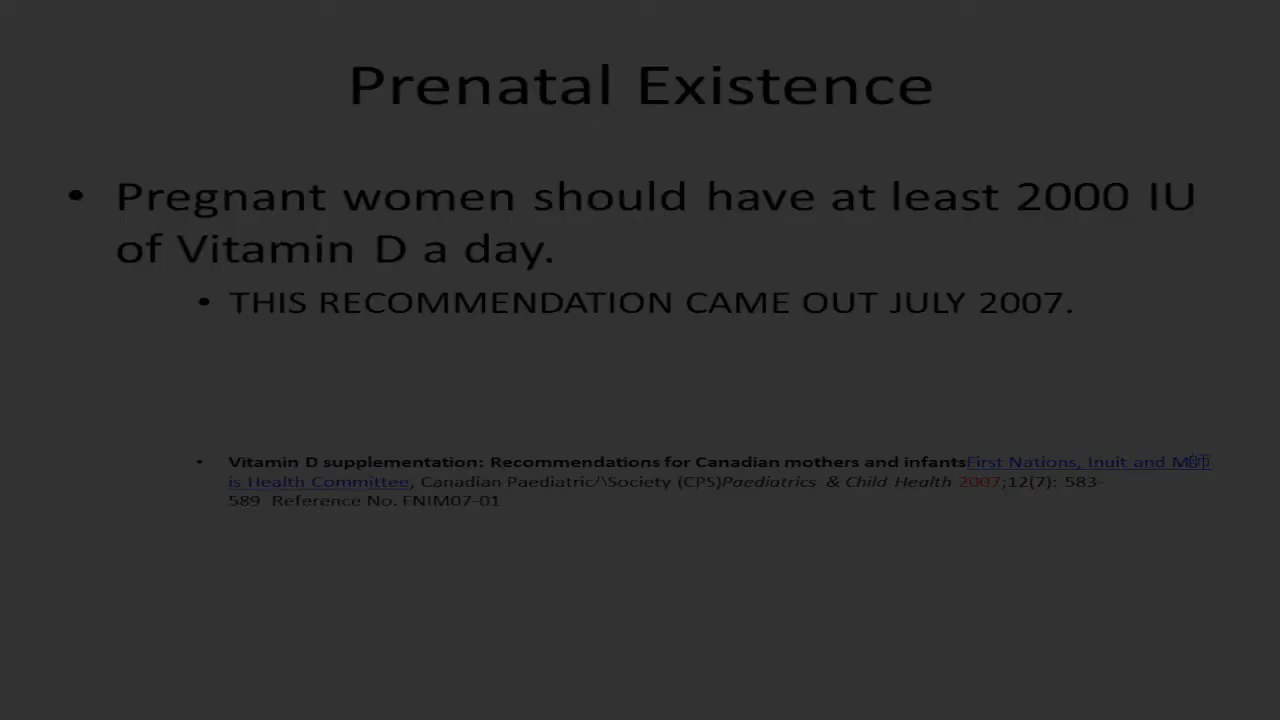 Prenatal Existence
• Pregnant women should have at least 2000 IU
of Vitamin D a day.
• THIS RECOMMENDATION CAME OUT JULY 2007.
• Vitamin D supplementation: Recommendations for Canadian mothers and infantsFirst Nations, Inuit and
is Health Committee, Canadian Paediatric/\Society (CPS)Paediatrics & Child Health 2007;12(7): 583-
589 Reference No. FNIM07-01